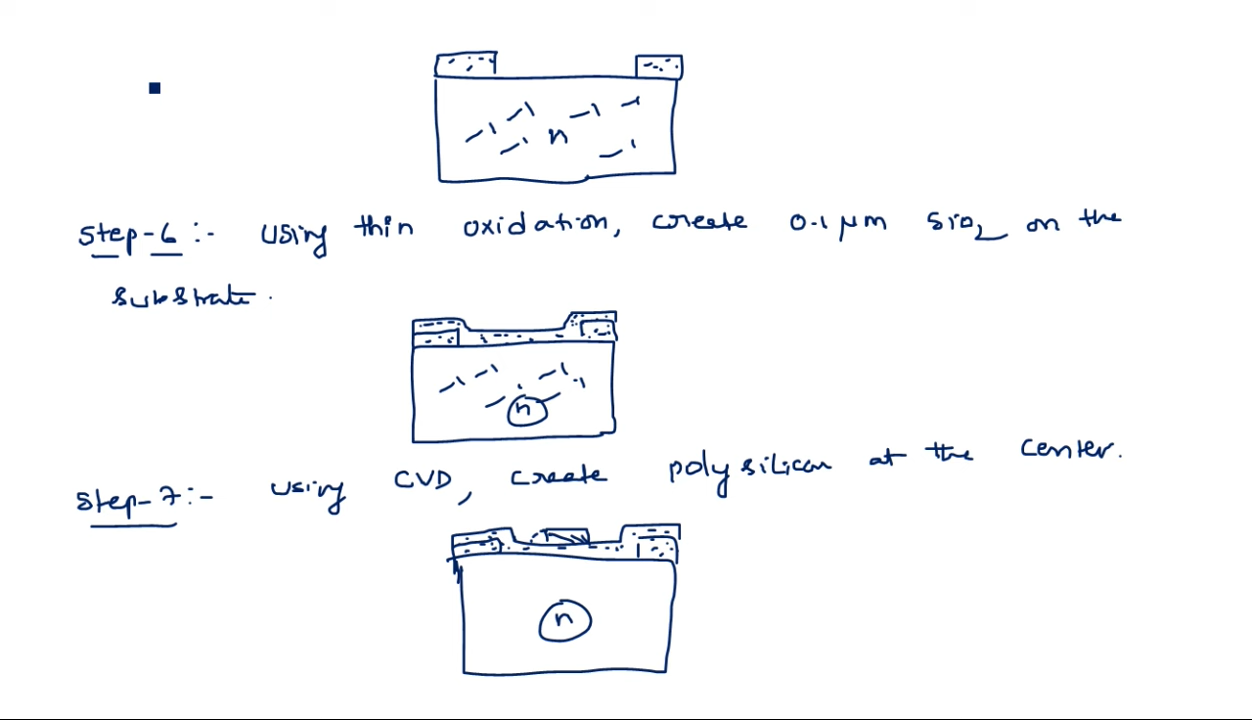 n
Step-6:- using thin oxidation, create 0.1 μm SiO2 on the
substrate.
n
Step-7:- using CVD, create polysilicon at the center.
n